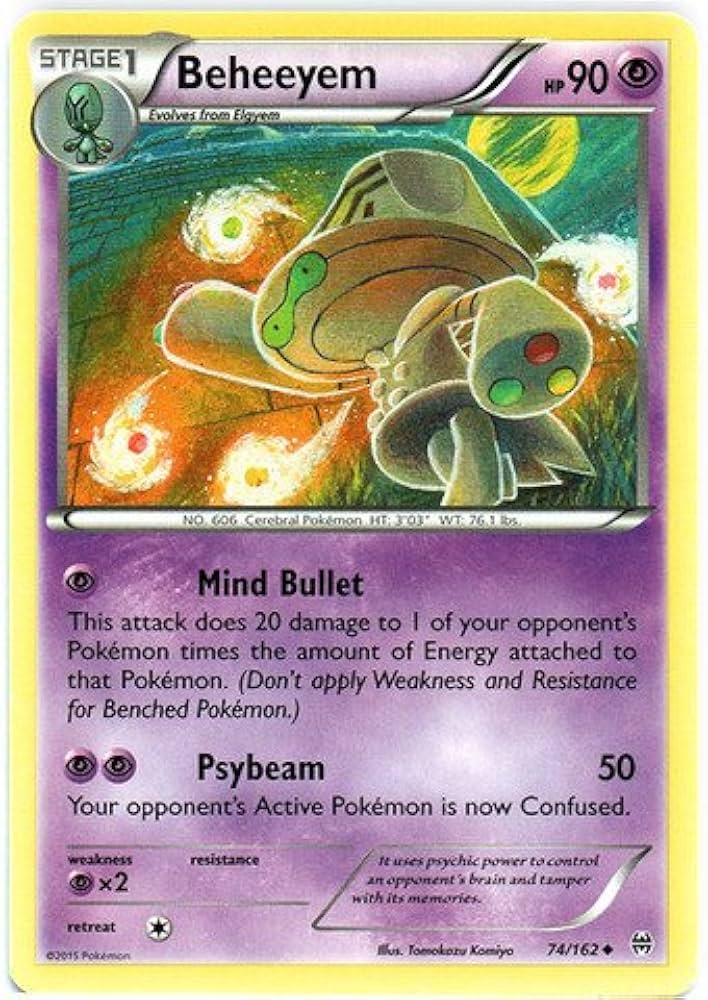 STAGE1
Beheeyem
HP 90
Evolves from Elgyem
NO. 606 Cerebral Pokémon HT: 3'03" WT: 76.1 lbs.
Mind Bullet
This attack does 20 damage to 1 of your opponent's
Pokémon times the amount of Energy attached to
that Pokémon. (Don't apply Weakness and Resistance
for Benched Pokémon.)
Psybeam 50
Your opponent's Active Pokémon is now Confused.
weakness resistance
×2
It uses psychic power to control
an opponent's brain and tamper
with its memories.
retreat
©2015 Pokémon
Illus. Tomokazu Komiya
74/162